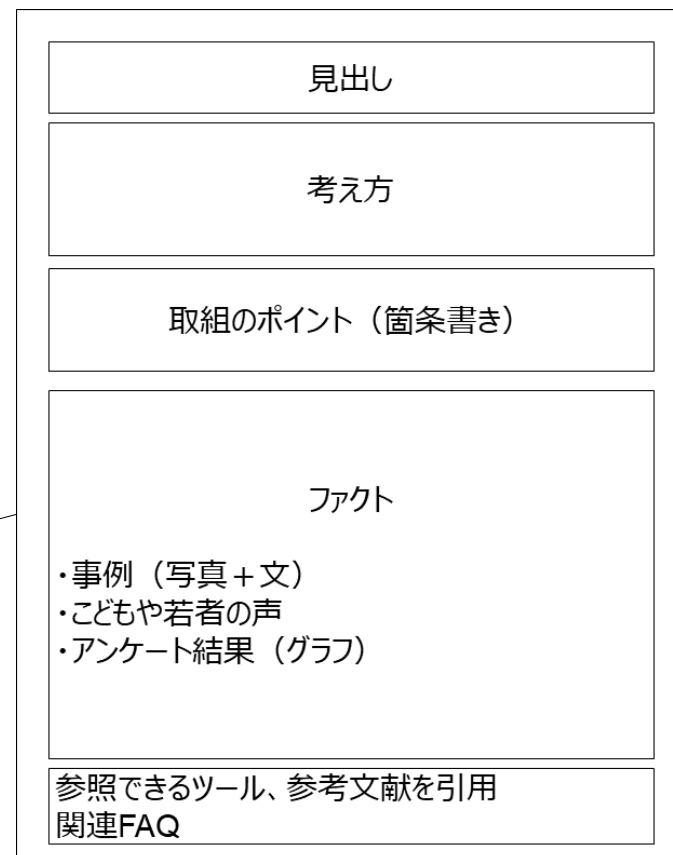 見出し
考え方
取組のポイント（箇条書き）
ファクト
・事例（写真＋文）
・こどもや若者の声
・アンケート結果（グラフ）
参照できるツール、参考文献を引用
関連FAQ